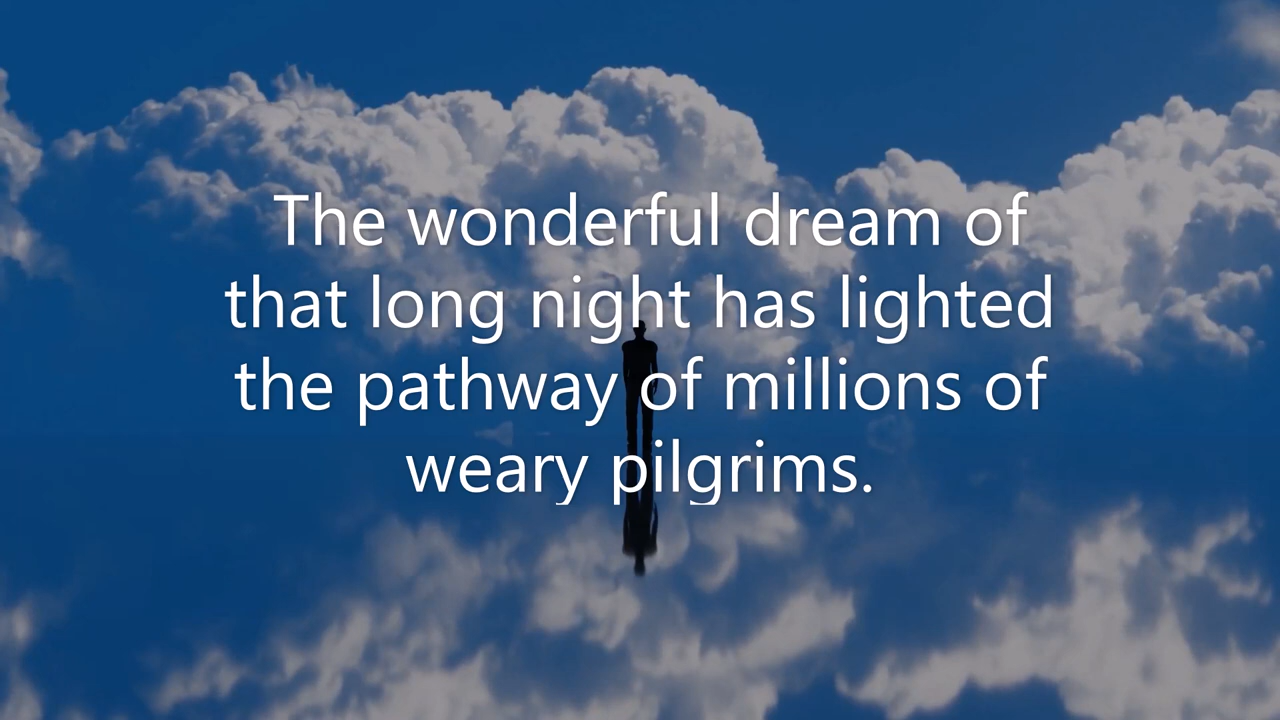 The wonderful dream of
that long night has lighted
the pathway of millions of
weary pilgrims.